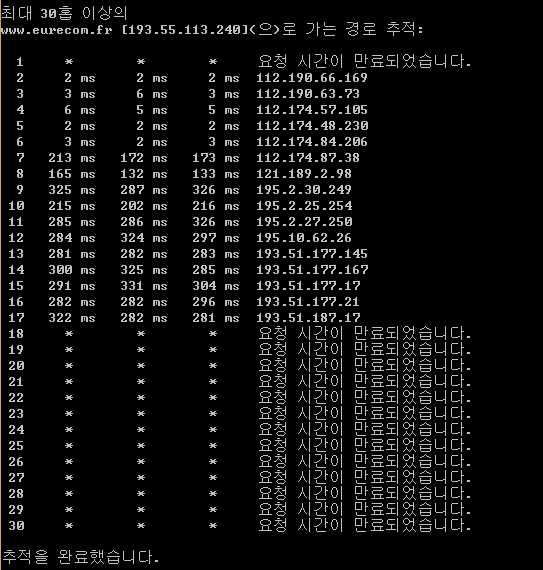 최대 30홉 이상의
www.eurecom.fr [193.55.113.240](으)로 가는 경로 추적:
1 * * * 요청 시간이 만료되었습니다.
2 2 ms 2 ms 2 ms 112.190.66.169
3 3 ms 6 ms 3 ms 112.190.63.73
4 6 ms 5 ms 5 ms 112.174.57.105
5 2 ms 2 ms 2 ms 112.174.48.230
6 3 ms 2 ms 3 ms 112.174.84.206
7 213 ms 172 ms 173 ms 112.174.87.38
8 165 ms 132 ms 133 ms 121.189.2.98
9 325 ms 287 ms 326 ms 195.2.30.249
10 215 ms 202 ms 216 ms 195.2.25.254
11 285 ms 286 ms 326 ms 195.2.27.250
12 284 ms 324 ms 297 ms 195.10.62.26
13 281 ms 282 ms 283 ms 193.51.177.145
14 300 ms 325 ms 285 ms 193.51.177.167
15 291 ms 331 ms 304 ms 193.51.177.17
16 282 ms 282 ms 296 ms 193.51.177.21
17 322 ms 282 ms 281 ms 193.51.187.17
18 * * * 요청 시간이 만료되었습니다.
19 * * * 요청 시간이 만료되었습니다.
20 * * * 요청 시간이 만료되었습니다.
21 * * * 요청 시간이 만료되었습니다.
22 * * * 요청 시간이 만료되었습니다.
23 * * * 요청 시간이 만료되었습니다.
24 * * * 요청 시간이 만료되었습니다.
25 * * * 요청 시간이 만료되었습니다.
26 * * * 요청 시간이 만료되었습니다.
27 * * * 요청 시간이 만료되었습니다.
28 * * * 요청 시간이 만료되었습니다.
29 * * * 요청 시간이 만료되었습니다.
30 * * * 요청 시간이 만료되었습니다.
추적을 완료했습니다.